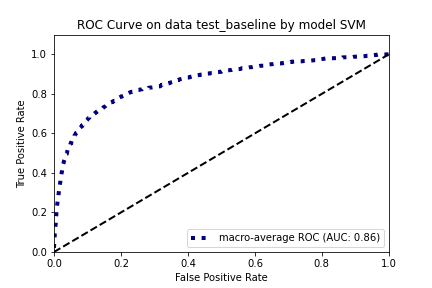 ROC Curve on data test_baseline by model SVM
True Positive Rate
1.0
0.8
0.6
0.4
0.2
0.0
macro-average ROC (AUC: 0.86)
0.0 0.2 0.4 0.6 0.8 1.0
False Positive Rate